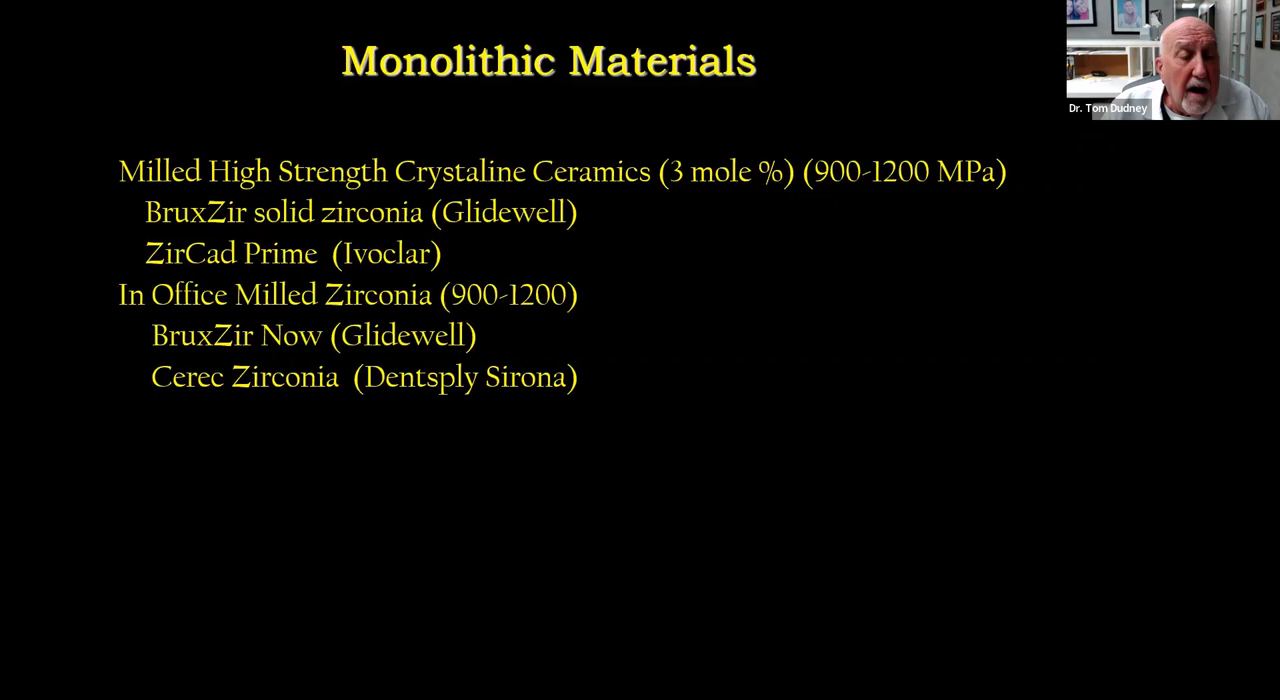 Monolithic Materials
Dr. Tom Dudney
Milled High Strength Crystaline Ceramics (3 mole %) (900-1200 MPa)
BruxZir solid zirconia (Glidewell)
ZirCad Prime (Ivoclar)
In Office Milled Zirconia (900-1200)
BruxZir Now (Glidewell)
Cerec Zirconia (Dentsply Sirona)